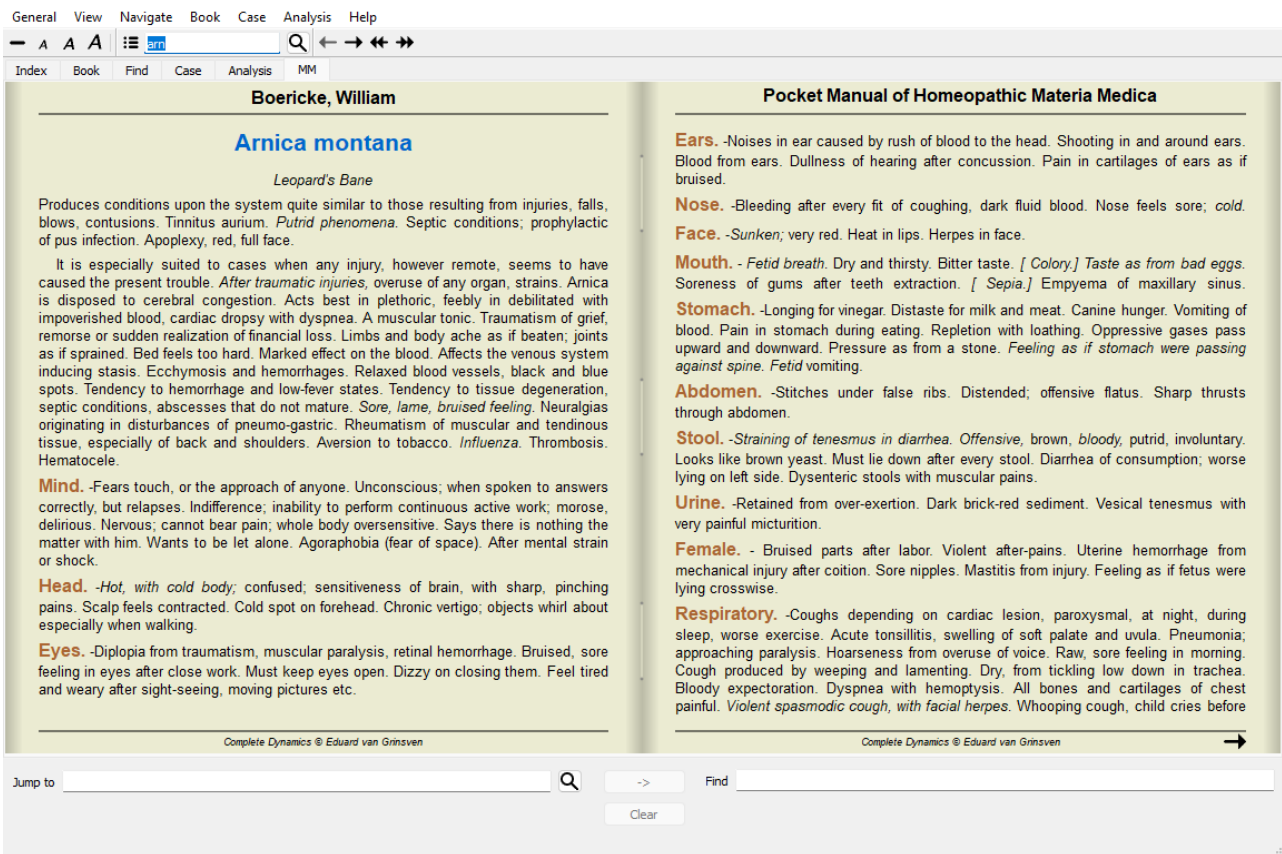 General View Navigate Book Case Analysis Help
A A A arn
Index Book Find Case Analysis MM
Boericke, William
Arnica montana
Leopard's Bane
Produces conditions upon the system quite similar to those resulting from injuries, falls,
blows, contusions. Tinnitus aurium. Putrid phenomena. Septic conditions; prophylactic
of pus infection. Apoplexy, red, full face.
It is especially suited to cases when any injury, however remote, seems to have
caused the present trouble. After traumatic injuries, overuse of any organ, strains. Arnica
is disposed to cerebral congestion. Acts best in plethoric, feebly in debilitated with
impoverished blood, cardiac dropsy with dyspnea. A muscular tonic. Traumatism of grief,
remorse or sudden realization of financial loss. Limbs and body ache as if beaten; joints
as if sprained. Bed feels too hard. Marked effect on the blood. Affects the venous system
inducing stasis. Ecchymosis and hemorrhages. Relaxed blood vessels, black and blue
spots. Tendency to hemorrhage and low-fever states. Tendency to tissue degeneration,
septic conditions, abscesses that do not mature. Sore, lame, bruised feeling. Neuralgias
originating in disturbances of pneumo-gastric. Rheumatism of muscular and tendinous
tissue, especially of back and shoulders. Aversion to tobacco. Influenza. Thrombosis.
Hematocele.
Mind. -Fears touch, or the approach of anyone. Unconscious; when spoken to answers
correctly, but relapses. Indifference; inability to perform continuous active work; morose,
delirious. Nervous; cannot bear pain; whole body oversensitive. Says there is nothing the
matter with him. Wants to be let alone. Agoraphobia (fear of space). After mental strain
or shock.
Head. -Hot, with cold body; confused; sensitiveness of brain, with sharp, pinching
pains. Scalp feels contracted. Cold spot on forehead. Chronic vertigo; objects whirl about
especially when walking.
Eyes. -Diplopia from traumatism, muscular paralysis, retinal hemorrhage. Bruised, sore
feeling in eyes after close work. Must keep eyes open. Dizzy on closing them. Feel tired
and weary after sight-seeing, moving pictures etc.
Complete Dynamics © Eduard van Grinsven
Pocket Manual of Homeopathic Materia Medica
Ears. -Noises in ear caused by rush of blood to the head. Shooting in and around ears.
Blood from ears. Dullness of hearing after concussion. Pain in cartilages of ears as if
bruised.
Nose. -Bleeding after every fit of coughing, dark fluid blood. Nose feels sore; cold.
Face. -Sunken; very red. Heat in lips. Herpes in face.
Mouth. - Fetid breath. Dry and thirsty. Bitter taste. [ Colory.] Taste as from bad eggs.
Soreness of gums after teeth extraction. [ Sepia.] Empyema of maxillary sinus.
Stomach. -Longing for vinegar. Distaste for milk and meat. Canine hunger. Vomiting of
blood. Pain in stomach during eating. Repletion with loathing. Oppressive gases pass
upward and downward. Pressure as from a stone. Feeling as if stomach were passing
against spine. Fetid vomiting.
Abdomen. -Stitches under false ribs. Distended; offensive flatus. Sharp thrusts
through abdomen.
Stool. -Straining of tenesmus in diarrhea. Offensive, brown, bloody, putrid, involuntary.
Looks like brown yeast. Must lie down after every stool. Diarrhea of consumption; worse
lying on left side. Dysenteric stools with muscular pains.
Urine. -Retained from over-exertion. Dark brick-red sediment. Vesical tenesmus with
very painful micturition.
Female. - Bruised parts after labor. Violent after-pains. Uterine hemorrhage from
mechanical injury after coition. Sore nipples. Mastitis from injury. Feeling as if fetus were
lying crosswise.
Respiratory. -Coughs depending on cardiac lesion, paroxysmal, at night, during
sleep, worse exercise. Acute tonsillitis, swelling of soft palate and uvula. Pneumonia;
approaching paralysis. Hoarseness from overuse of voice. Raw, sore feeling in morning.
Cough produced by weeping and lamenting. Dry, from tickling low down in trachea.
Bloody expectoration. Dyspnea with hemoptysis. All bones and cartilages of chest
painful. Violent spasmodic cough, with facial herpes. Whooping cough, child cries before
Complete Dynamics © Eduard van Grinsven
Jump to -> Find
Clear